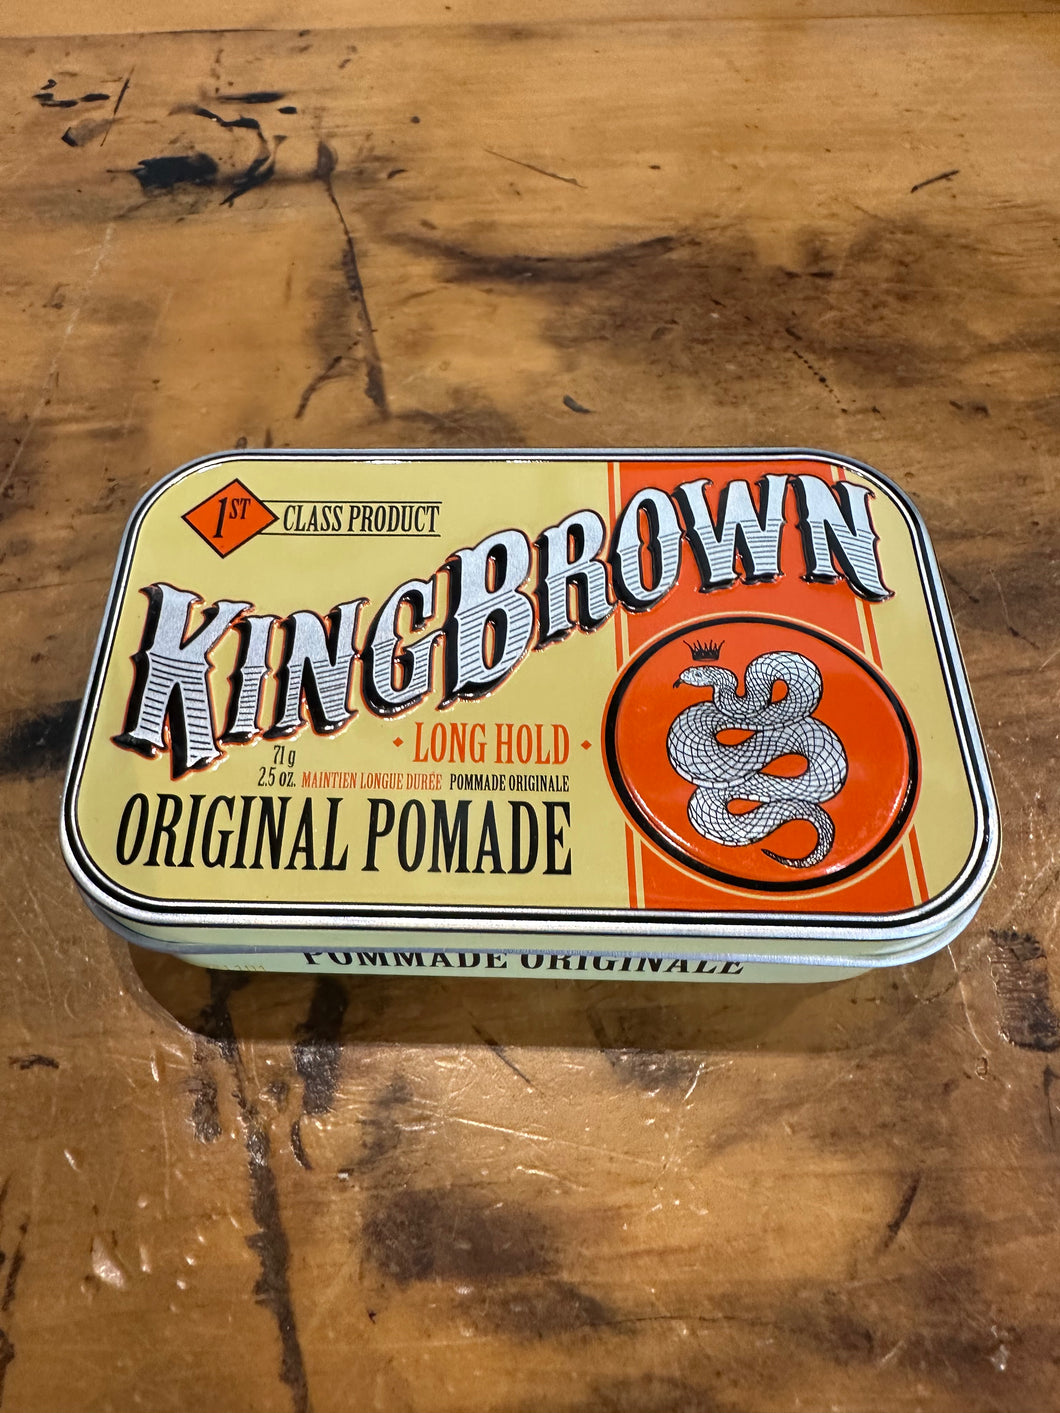 1ST CLASS PRODUCT
KINGBROWN
LONG HOLD
71 g
2.5 oz. MAINTIEN LONGUE DURÉE POMMADE ORIGINALE
ORIGINAL POMADE
POMMADE ORIGINALE